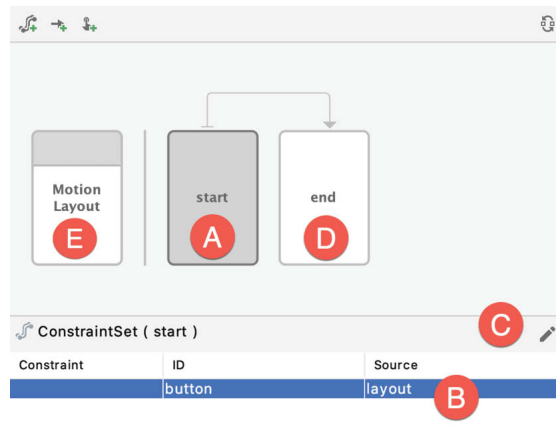 Motion
Layout
start
end
E
A
D
C
ConstraintSet ( start )
Constraint ID Source
button layout
B